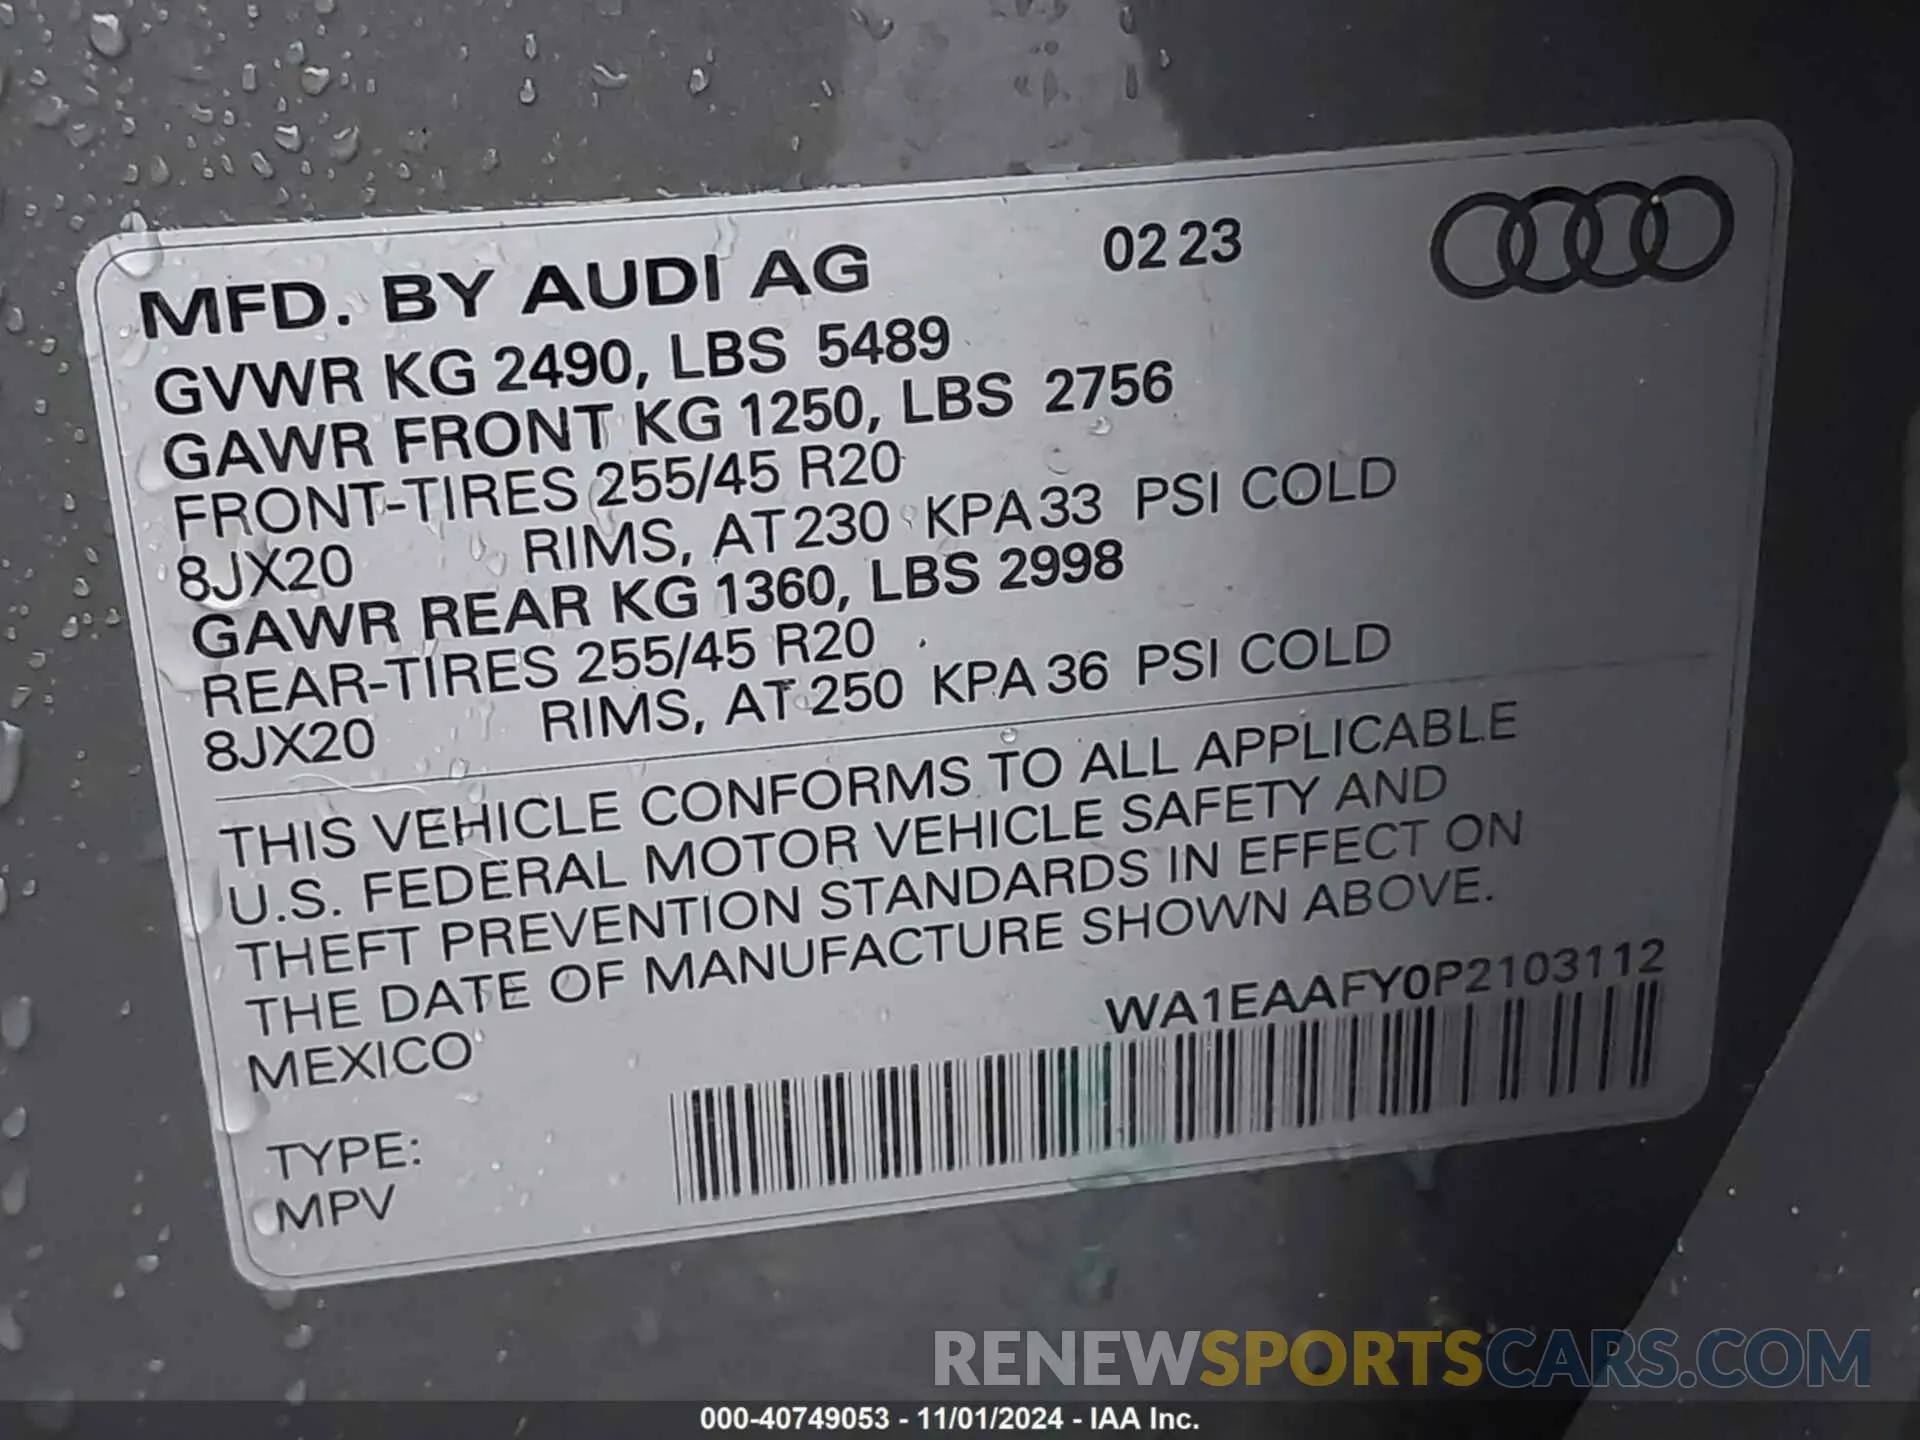 MFD. BY AUDI AG 02 23
GVWR KG 2490, LBS 5489
GAWR FRONT KG 1250, LBS 2756
FRONT-TIRES 255/45 R20
8JX20 RIMS, AT 230 KPA 33 PSI COLD
GAWR REAR KG 1360, LBS 2998
REAR-TIRES 255/45 R20
8JX20 RIMS, AT 250 KPA 36 PSI COLD
THIS VEHICLE CONFORMS TO ALL APPLICABLE
U.S. FEDERAL MOTOR VEHICLE SAFETY AND
THEFT PREVENTION STANDARDS IN EFFECT ON
THE DATE OF MANUFACTURE SHOWN ABOVE.
MEXICO WA1EAAFY0P2103112
TYPE:
MPV
RENEWSPORTSCARS.COM
000-40749053 - 11/01/2024 - IAA Inc.